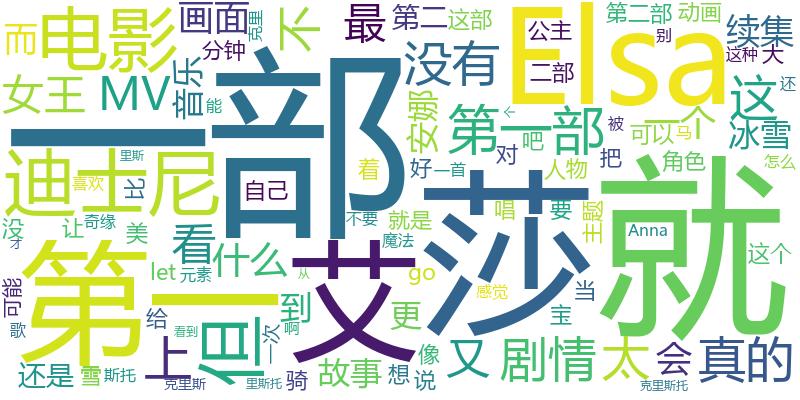 而
电影
画面
分钟
克里
不
最
第二
这部
Elsa
公主
二部
第二部
动画
别
续集
这种
大
还
女王
MV
音乐
能
一部
没有
安娜
第一部
←
吧
一个
被
可以
马
这
冰雪
怎么
迪士尼
里斯
喜欢
比
自己
着
好
一首
对
人物
把
角色
就
没
让
奇缘
美
看
什么
不要
就是
魔法
唱
要
主题
Anna
这个
才
可能
歌
第二
let
元素
但
到
从
艾莎
go
更
感觉
当
宝
给
看到
一次
啊
还是
雪
斯托
上
克里斯
里斯托
骑
故事
想
像
说
又
剧情
太
会
克里斯托
真的